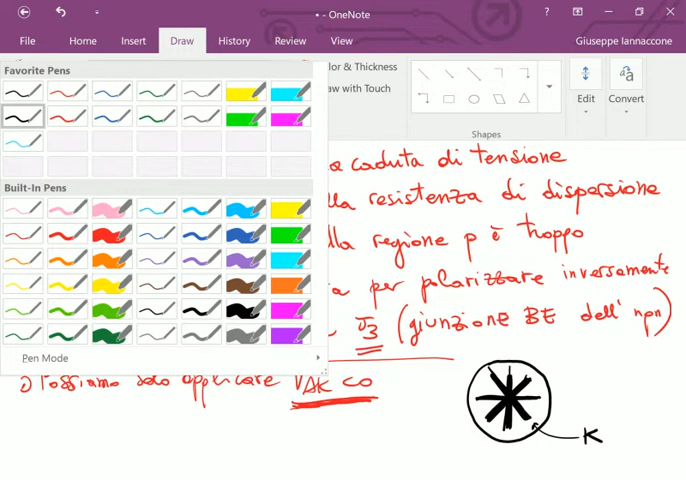 • - OneNote
File Home Insert Draw History Review View Giuseppe Iannaccone
Favorite Pens
Built-In Pens
Pen Mode
lor & Thickness
aw with Touch
Shapes
Edit
Convert
a caduta di tensione
lla resistenza di dispersione
lla regione p è troppo
a per polarizzare inversamente
J3 (giunzione BE dell' npn)
Possiamo solo applicare VAK <0
K